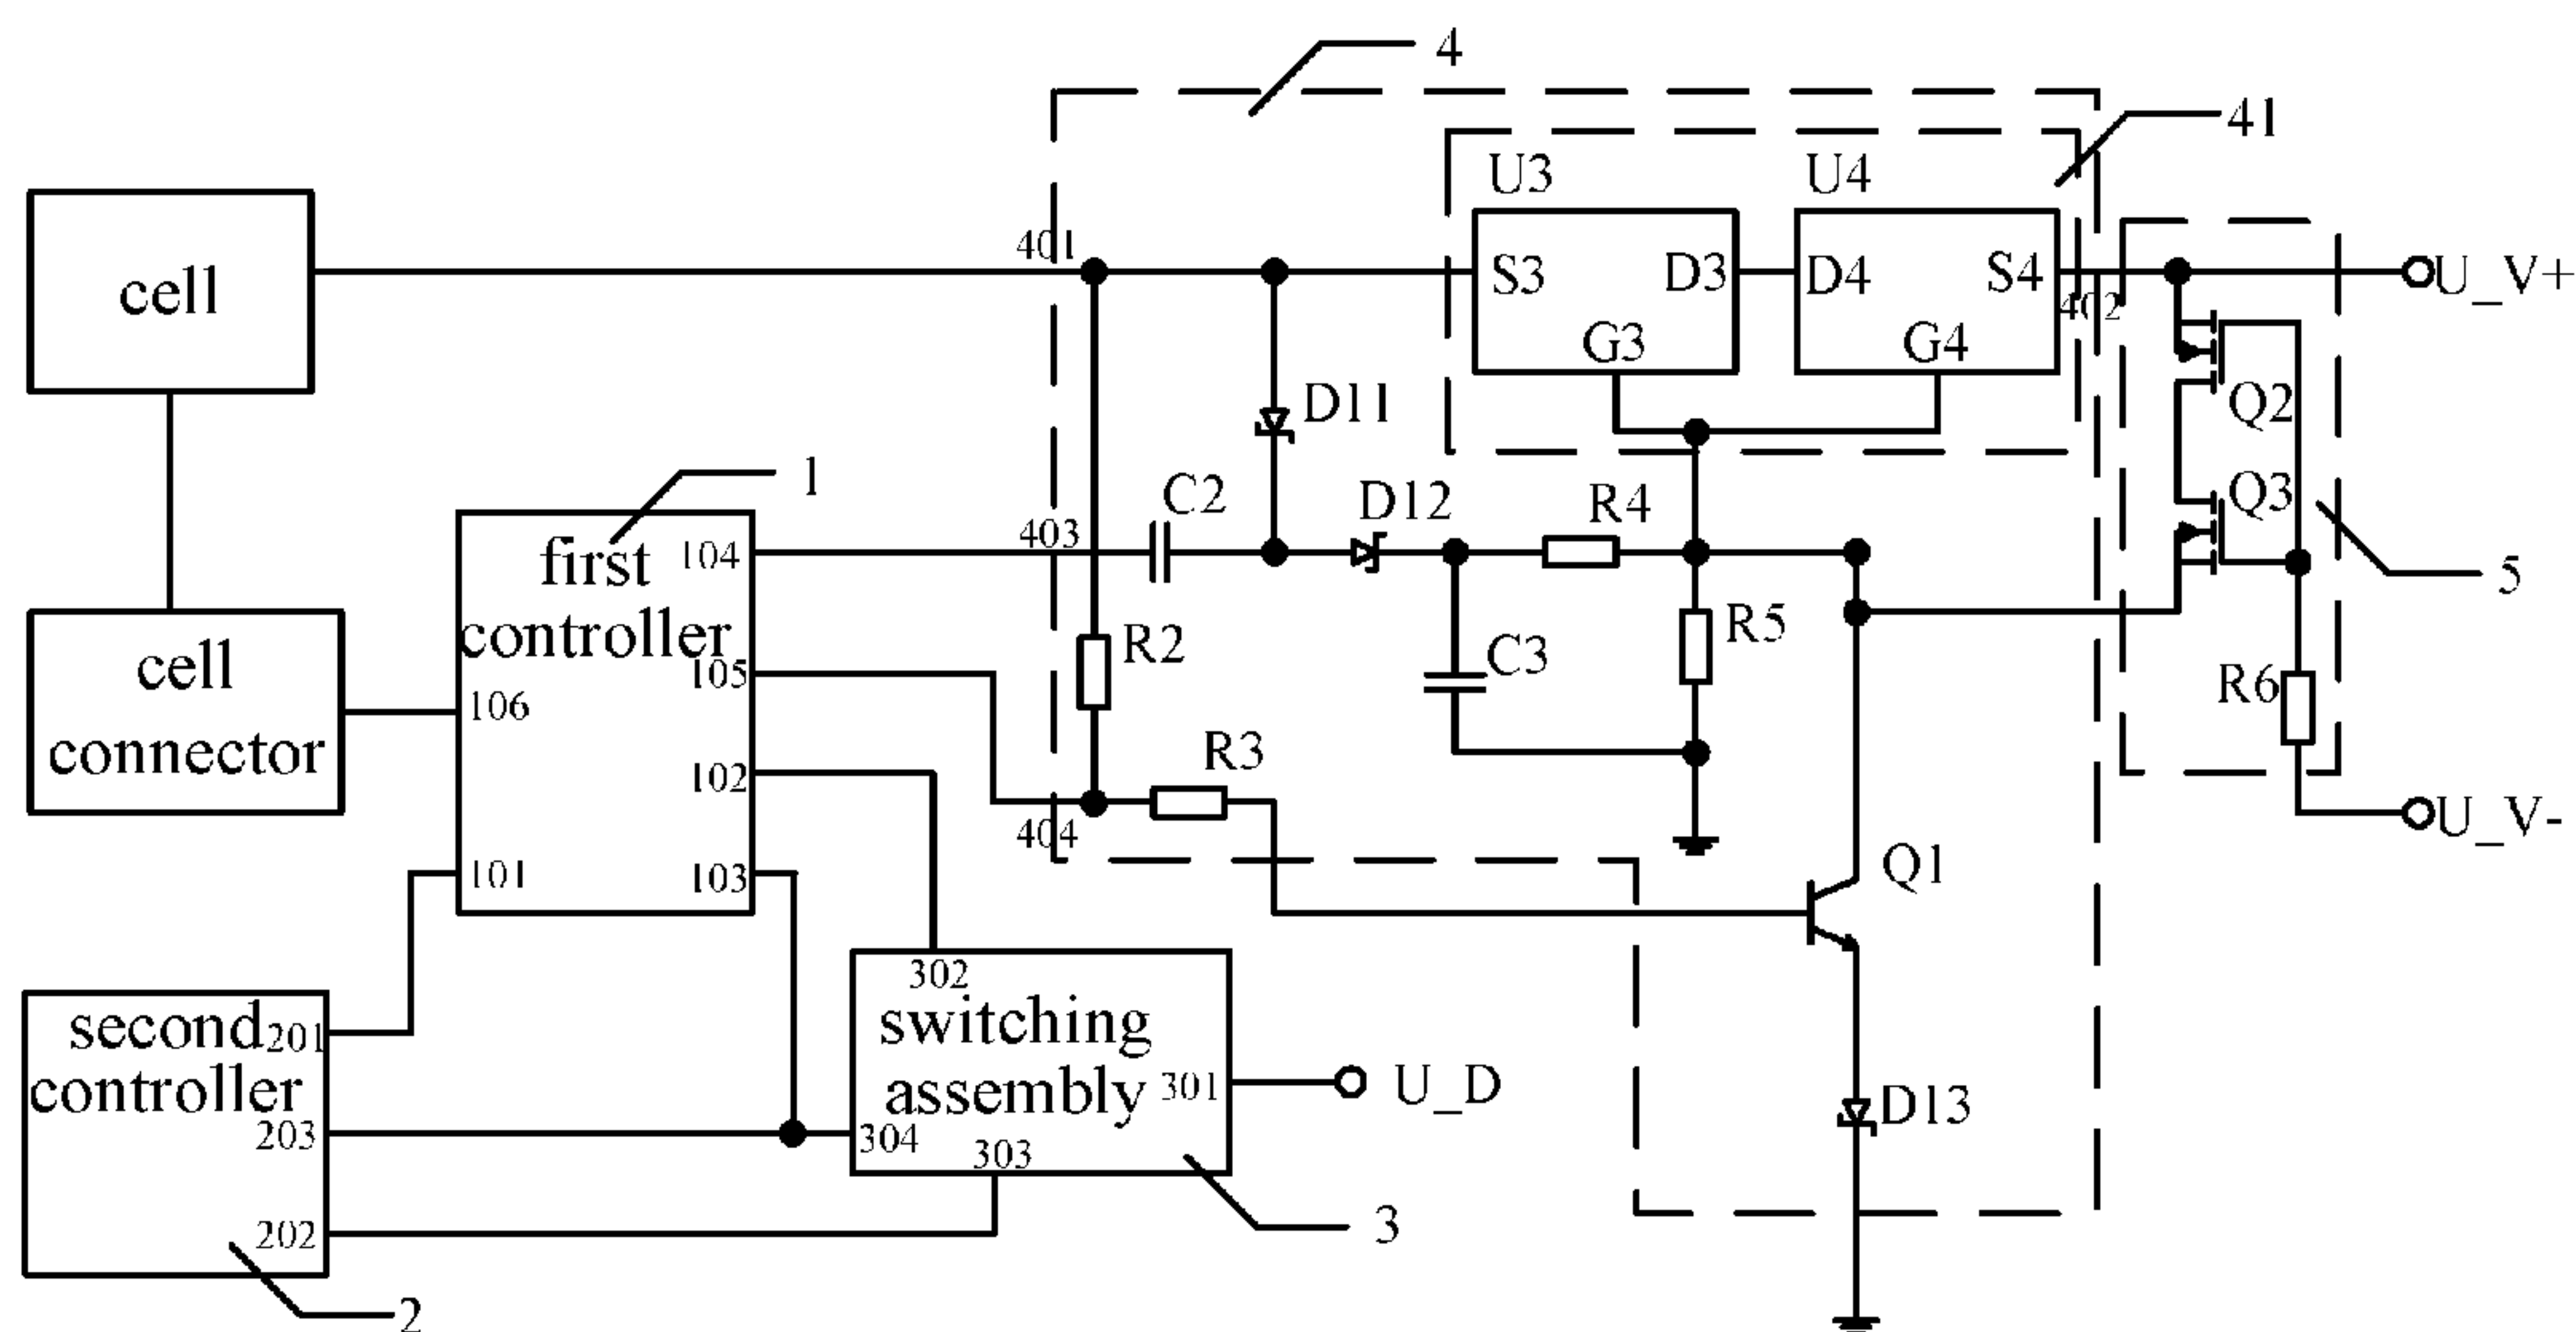 4
41
U3
U4
cell
401
S3
D3
D4
S4
U_V+
402
G3
G4
D11
Q2
1
C2
D12
R4
Q3
403
first
controller
104
5
105
R2
C3
R5
R6
cell
connector
106
R3
102
U_V-
404
101
103
Q1
302
second
controller
201
switching
assembly
301
U_D
D13
203
304
303
202
3
2